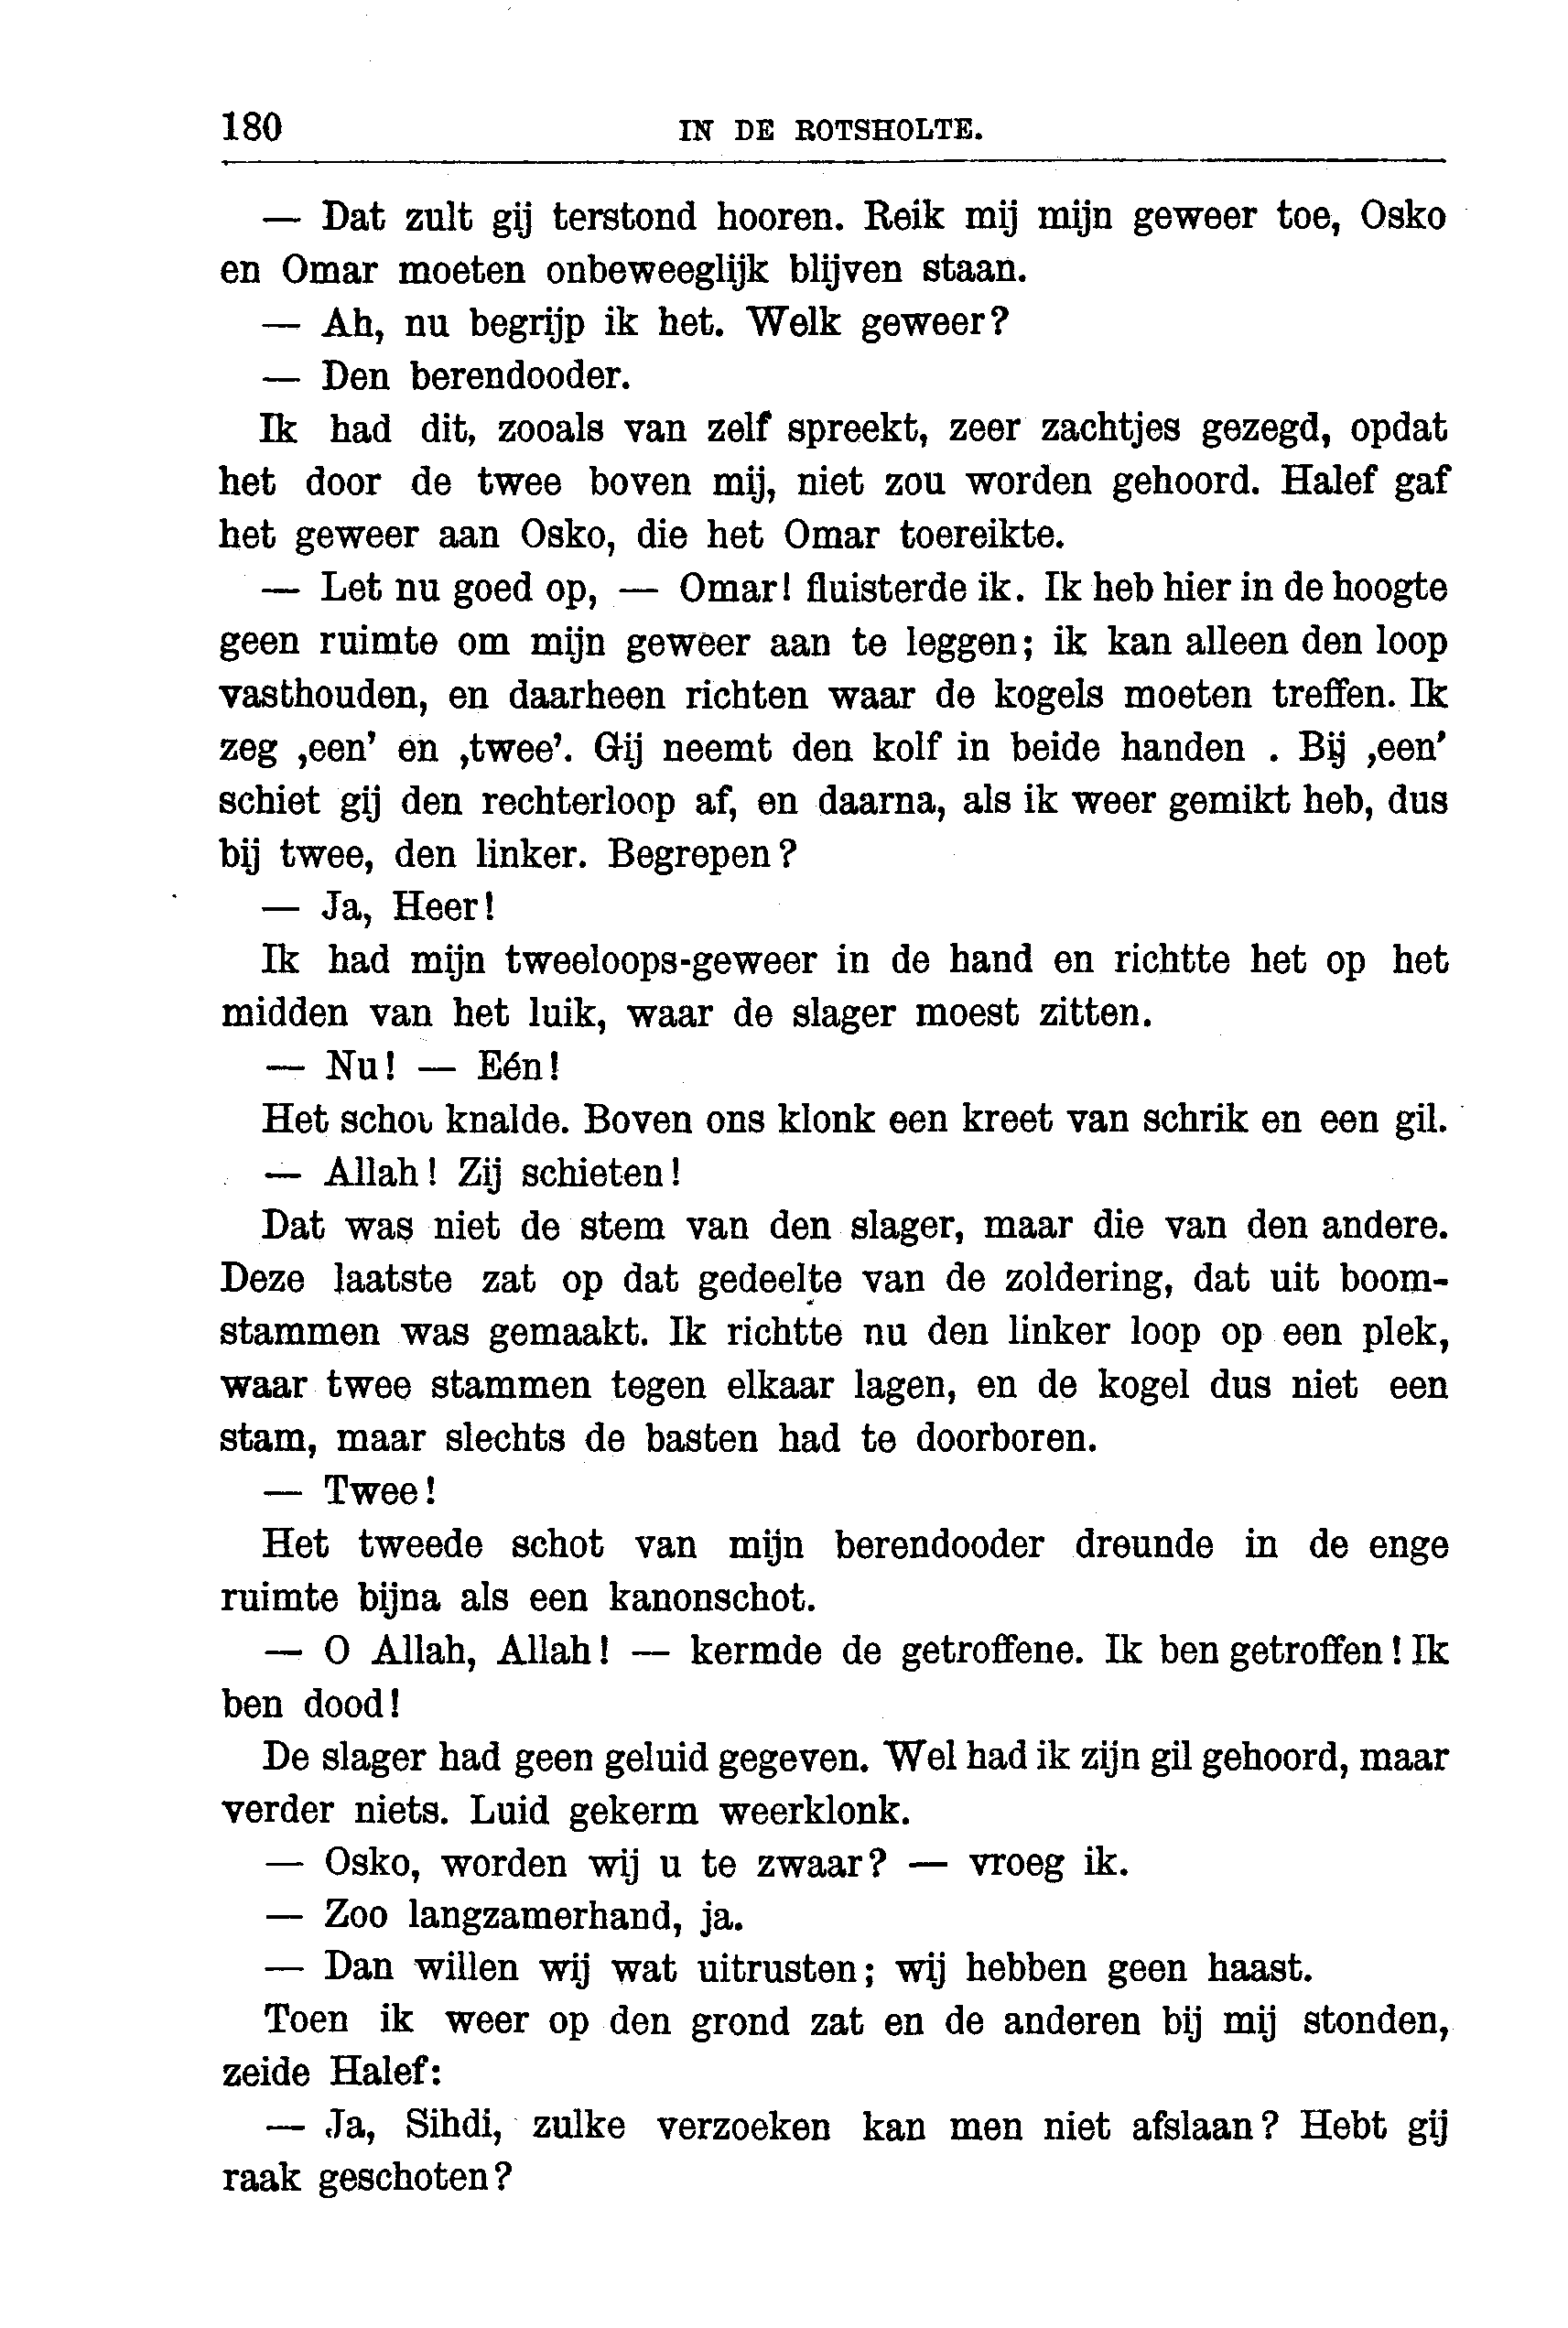 180 IN DE ROTSHOLTE.
— Dat zult gij terstond hooren. Reik mij mijn geweer toe, Osko
en Omar moeten onbeweeglijk blijven staan.
— Ah, nu begrijp ik het. Welk geweer?
— Den berendooder.
Ik had dit, zooals van zelf spreekt, zeer zachtjes gezegd, opdat
het door de twee boven mij, niet zou worden gehoord. Halef gaf
het geweer aan Osko, die het Omar toereikte.
— Let nu goed op, — Omar! fluisterde ik. Ik heb hier in de hoogte
geen ruimte om mijn geweer aan te leggen; ik kan alleen den loop
vasthouden, en daarheen richten waar de kogels moeten treffen. Ik
zeg ‚een’ en ‚twee’. Gij neemt den kolf in beide handen . Bij ‚een’
schiet gij den rechterloop af, en daarna, als ik weer gemikt heb, dus
bij twee, den linker. Begrepen?
— Ja, Heer!
Ik had mijn tweeloops-geweer in de hand en richtte het op het
midden van het luik, waar de slager moest zitten.
— Nu! — Eén!
Het schot knalde. Boven ons klonk een kreet van schrik en een gil.
— Allah! Zij schieten!
Dat was niet de stem van den slager, maar die van den andere.
Deze laatste zat op dat gedeelte van de zoldering, dat uit boom-
stammen was gemaakt. Ik richtte nu den linker loop op een plek,
waar twee stammen tegen elkaar lagen, en de kogel dus niet een
stam, maar slechts de basten had te doorboren.
— Twee!
Het tweede schot van mijn berendooder dreunde in de enge
ruimte bijna als een kanonschot.
— O Allah, Allah! — kermde de getroffene. Ik ben getroffen! Ik
ben dood!
De slager had geen geluid gegeven. Wel had ik zijn gil gehoord, maar
verder niets. Luid gekerm weerklonk.
— Osko, worden wij u te zwaar? — vroeg ik.
— Zoo langzamerhand, ja.
— Dan willen wij wat uitrusten; wij hebben geen haast.
Toen ik weer op den grond zat en de anderen bij mij stonden,
zeide Halef:
— Ja, Sihdi, zulke verzoeken kan men niet afslaan? Hebt gij
raak geschoten?